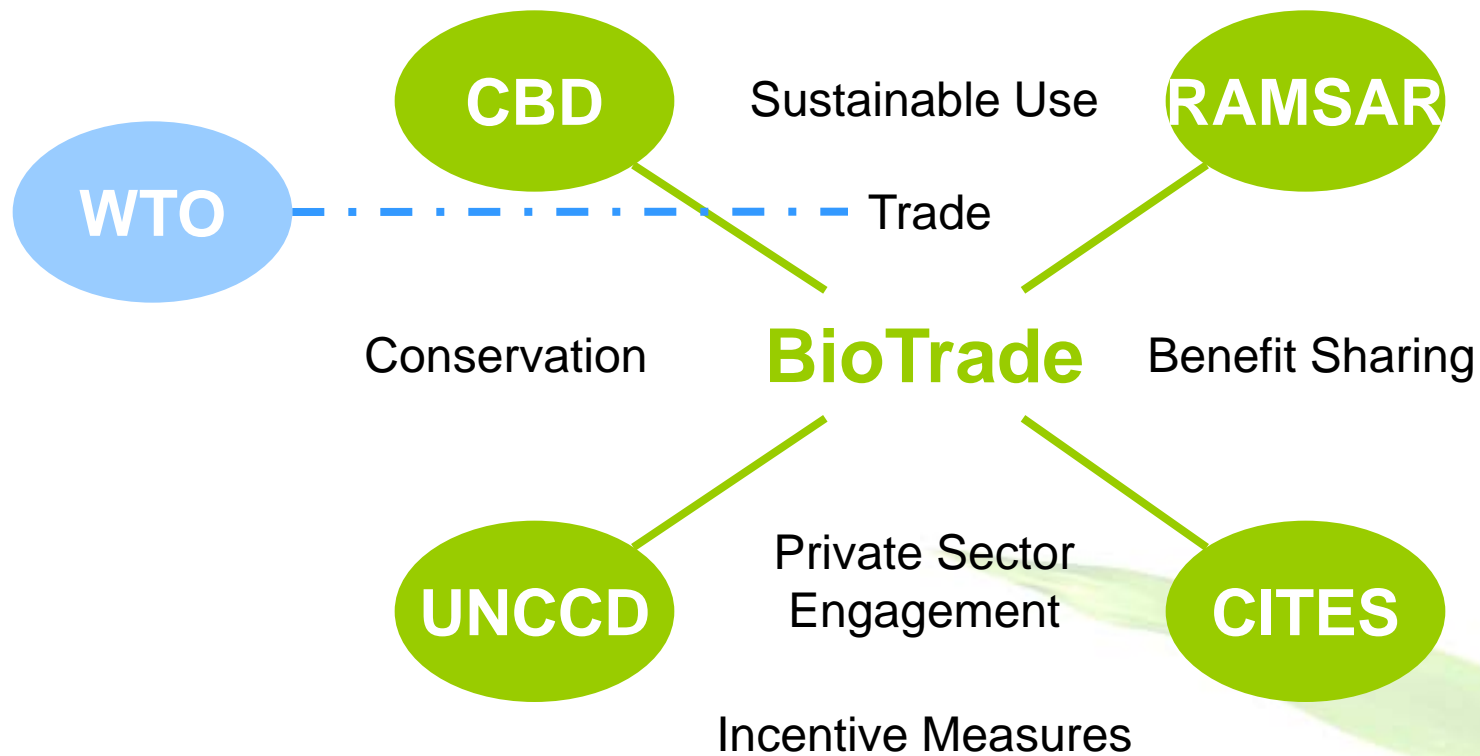 CBD
Sustainable Use
RAMSAR
WTO
Trade
Conservation
BioTrade
Benefit Sharing
UNCCD
Private Sector
Engagement
CITES
Incentive Measures